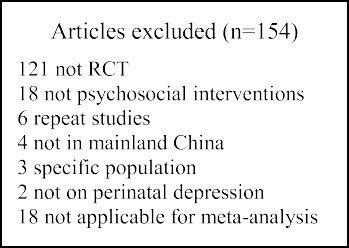 Articles excluded (n=154)
121 not RCT
18 not psychosocial interventions
6 repeat studies
4 not in mainland China
3 specific population
2 not on perinatal depression
18 not applicable for meta-analysis